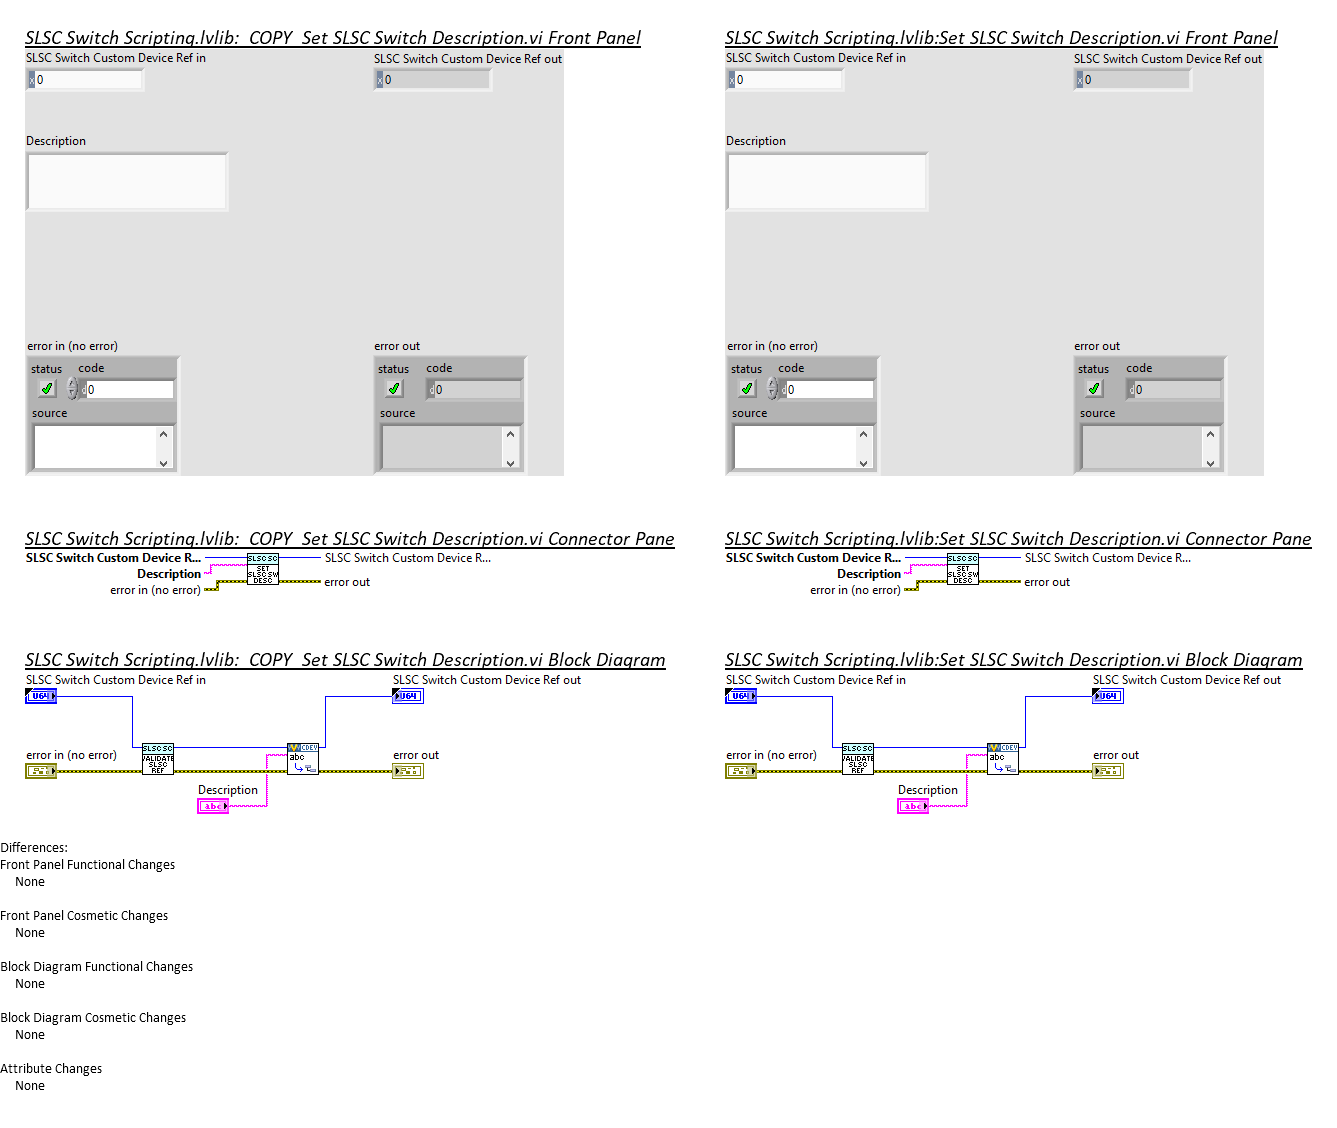 SLSC Switch Scripting.lvlib:_COPY_Set SLSC Switch Description.vi Front Panel
SLSC Switch Custom Device Ref in
SLSC Switch Custom Device Ref out
x 0
x 0
Description
error in (no error)
error out
status
code
status
code
d 0
d 0
source
source
SLSC Switch Scripting.lvlib:Set SLSC Switch Description.vi Front Panel
SLSC Switch Custom Device Ref in
SLSC Switch Custom Device Ref out
x 0
x 0
Description
error in (no error)
error out
status
code
status
code
d 0
d 0
source
source
SLSC Switch Scripting.lvlib:_COPY_Set SLSC Switch Description.vi Connector Pane
SLSC Switch Custom Device R...
Description
error in (no error)
SLSC SC
SET
SLSC SW
DESC
SLSC Switch Custom Device R...
error out
SLSC Switch Scripting.lvlib:Set SLSC Switch Description.vi Connector Pane
SLSC Switch Custom Device R...
Description
error in (no error)
SLSC SC
SET
SLSC SW
DESC
SLSC Switch Custom Device R...
error out
SLSC Switch Scripting.lvlib:_COPY_Set SLSC Switch Description.vi Block Diagram
SLSC Switch Custom Device Ref in
SLSC Switch Custom Device Ref out
U64
U64
error in (no error)
SLSC SC
VALIDATE
SLSC
REF
CDEV
abc
error out
Description
abc
SLSC Switch Scripting.lvlib:Set SLSC Switch Description.vi Block Diagram
SLSC Switch Custom Device Ref in
SLSC Switch Custom Device Ref out
U64
U64
error in (no error)
SLSC SC
VALIDATE
SLSC
REF
CDEV
abc
error out
Description
abc
Differences:
Front Panel Functional Changes
None
Front Panel Cosmetic Changes
None
Block Diagram Functional Changes
None
Block Diagram Cosmetic Changes
None
Attribute Changes
None